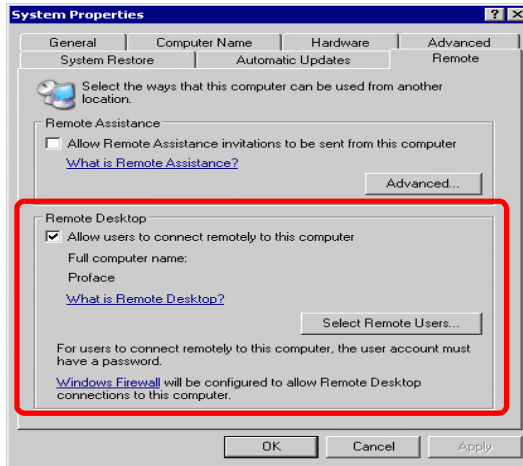 System Properties
General Computer Name Hardware Advanced
System Restore Automatic Updates Remote
Select the ways that this computer can be used from another
location.
Remote Assistance
Allow Remote Assistance invitations to be sent from this computer
What is Remote Assistance?
Advanced...
Remote Desktop
Allow users to connect remotely to this computer
Full computer name:
Proface
What is Remote Desktop?
Select Remote Users...
For users to connect remotely to this computer, the user account must
have a password.
Windows Firewall will be configured to allow Remote Desktop
connections to this computer.
OK Cancel Apply